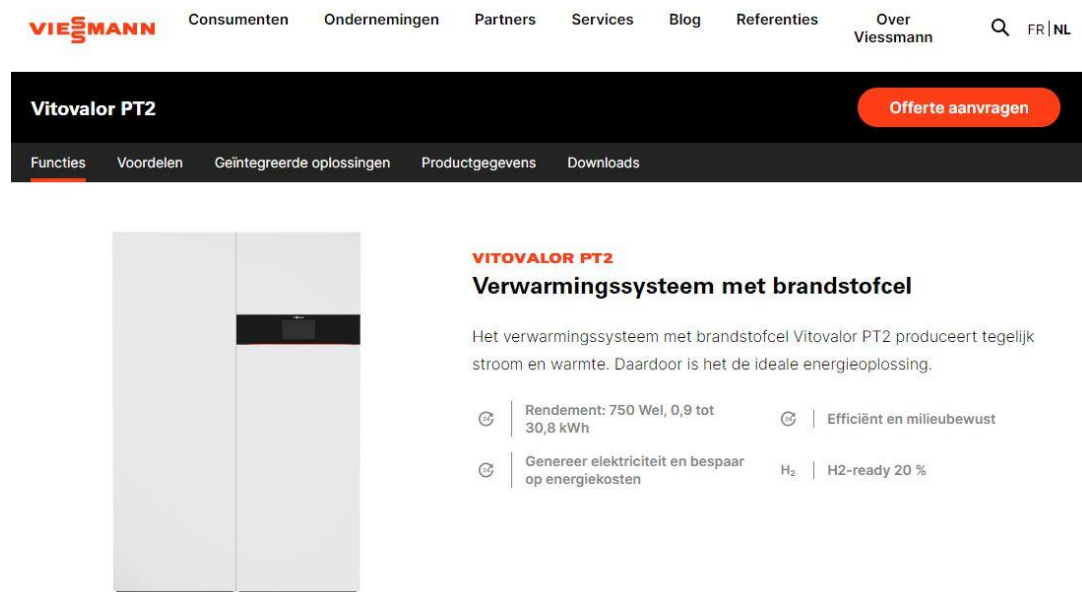 VIESSMANN
Consumenten Ondernemingen Partners Services Blog Referenties Over Viessmann FR|NL
Vitovalor PT2
Offerte aanvragen
Functies Voordelen Geïntegreerde oplossingen Productgegevens Downloads
VITOVALOR PT2
Verwarmingssysteem met brandstofcel
Het verwarmingssysteem met brandstofcel Vitovalor PT2 produceert tegelijk
stroom en warmte. Daardoor is het de ideale energieoplossing.
Rendement: 750 Wel, 0,9 tot
30,8 kWh
Efficiënt en milieubewust
Genereer elektriciteit en bespaar
op energiekosten
H₂
H2-ready 20 %